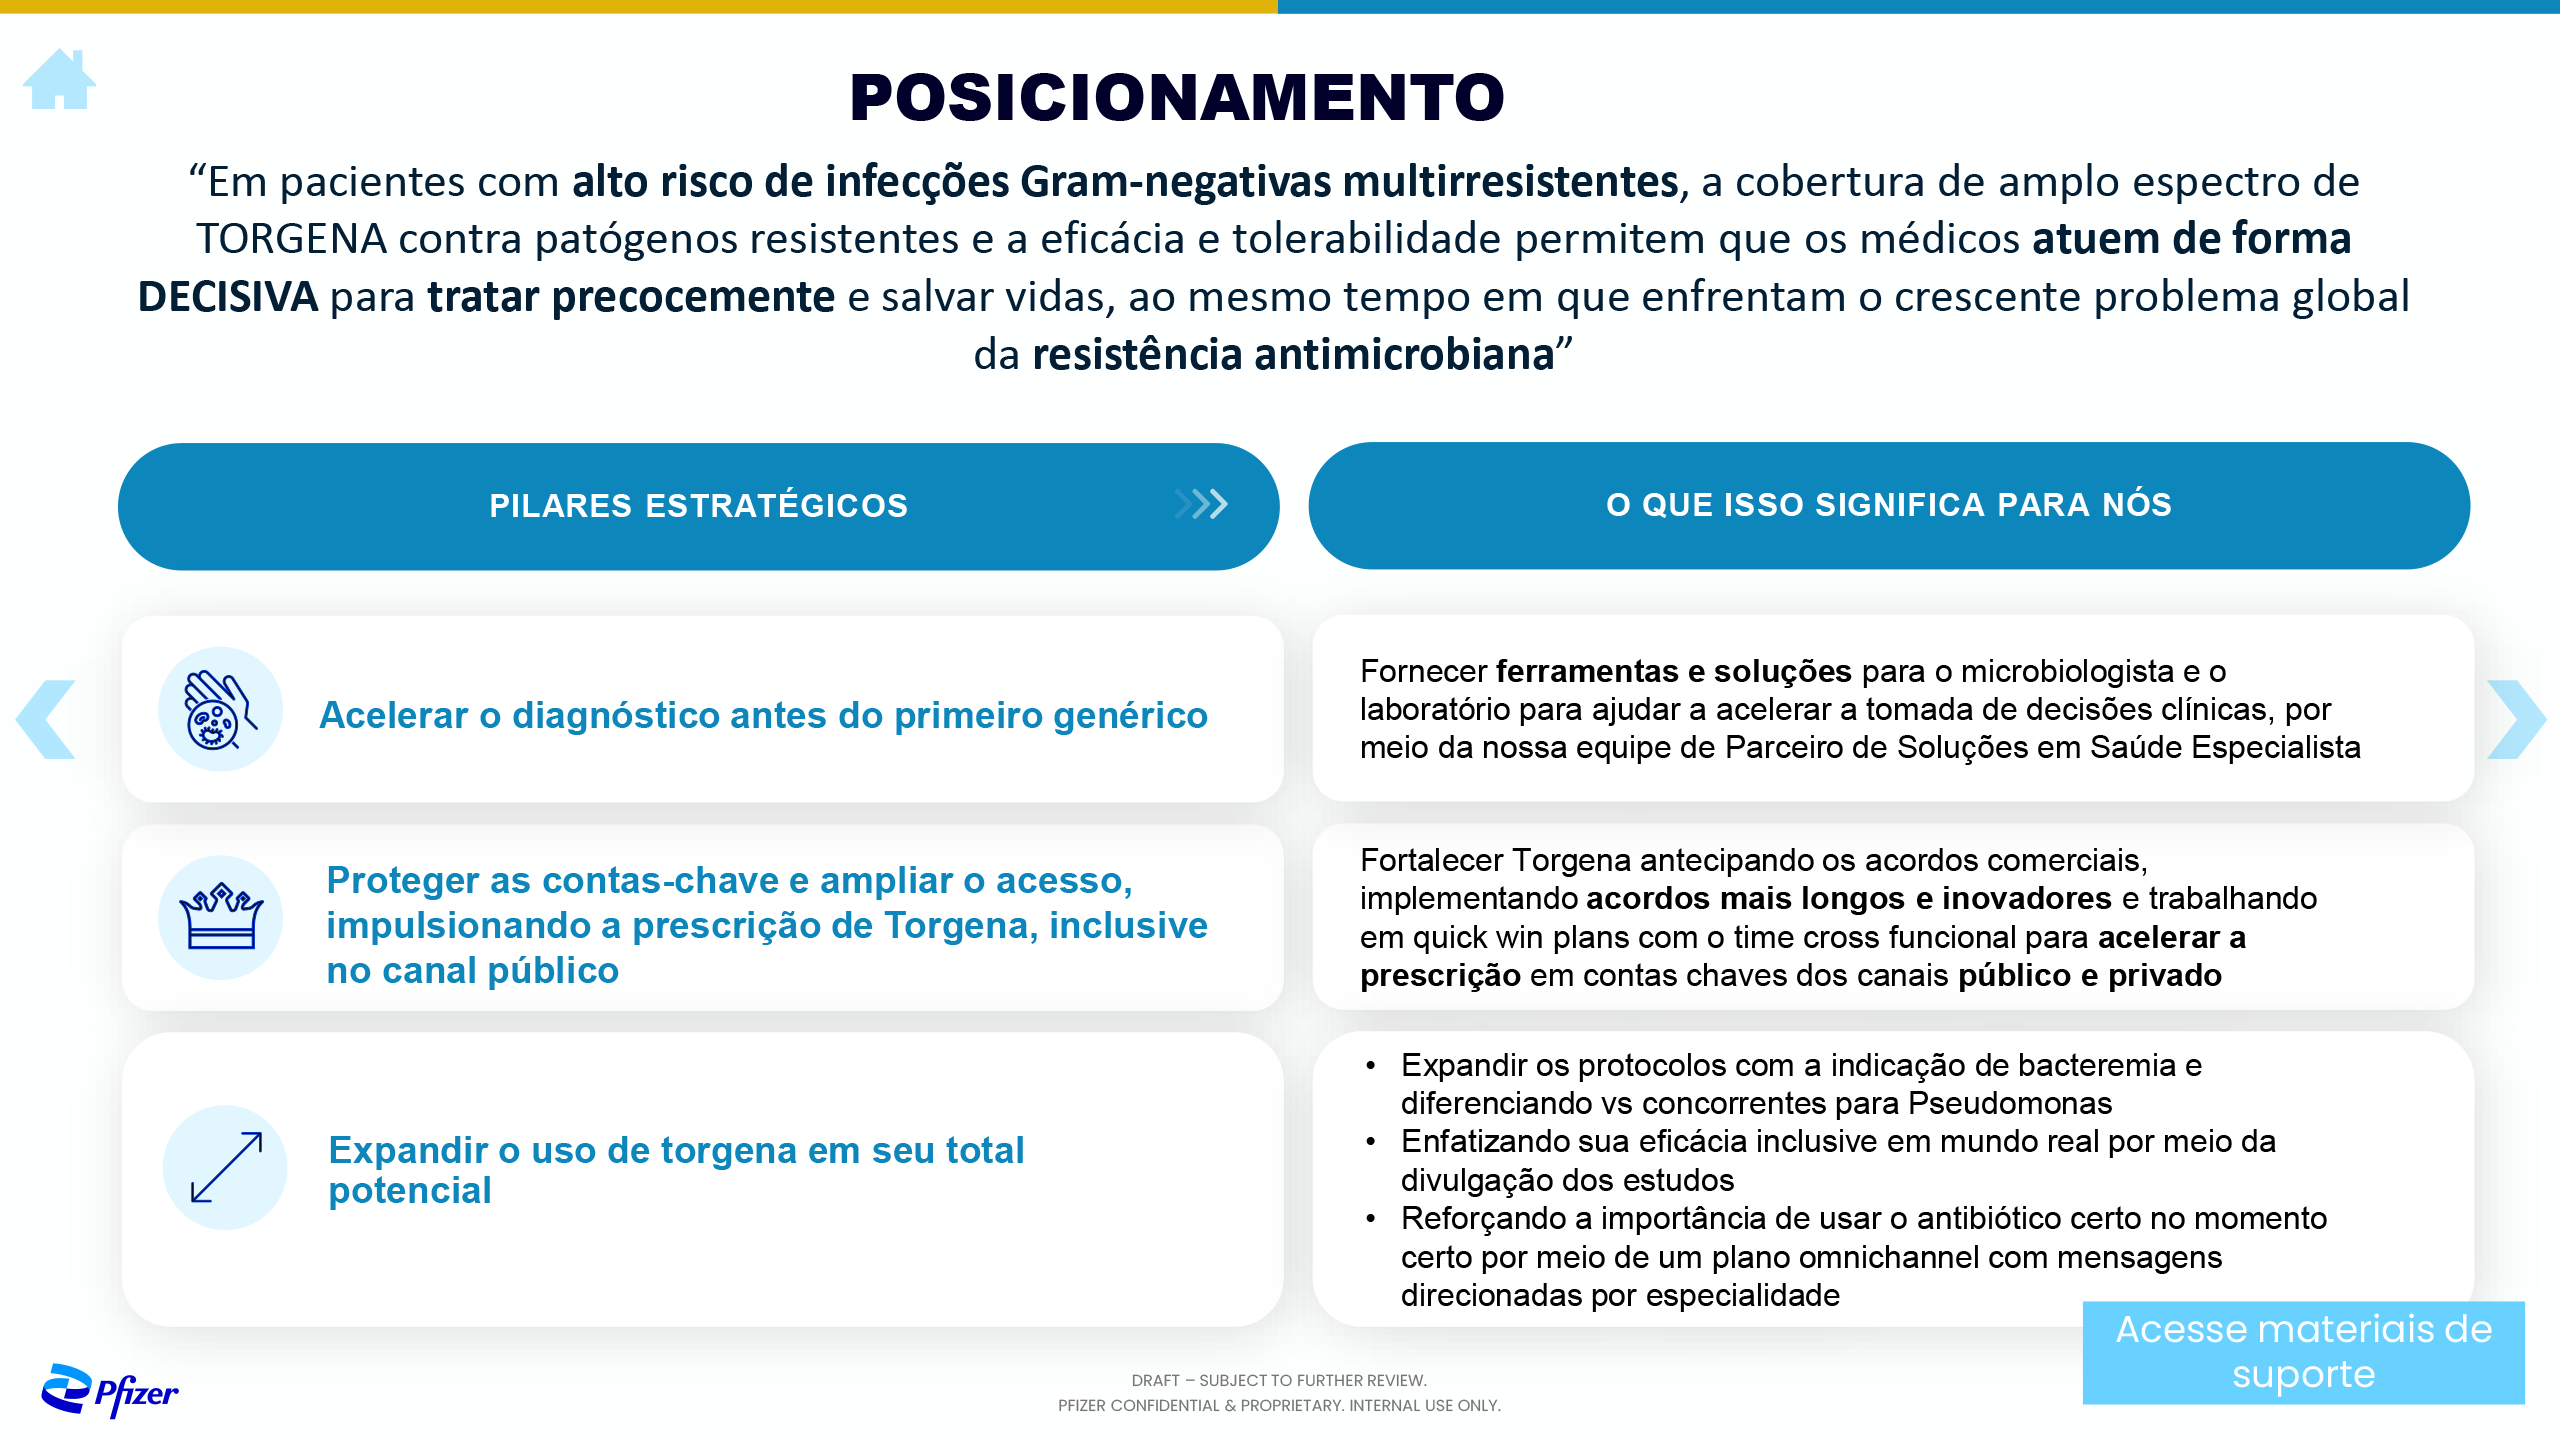 POSICIONAMENTO
“Em pacientes com alto risco de infecções Gram-negativas multirresistentes, a cobertura de amplo espectro de
TORGENA contra patógenos resistentes e a eficácia e tolerabilidade permitem que os médicos atuem de forma
DECISIVA para tratar precocemente e salvar vidas, ao mesmo tempo em que enfrentam o crescente problema global
da resistência antimicrobiana”
PILARES ESTRATÉGICOS
O QUE ISSO SIGNIFICA PARA NÓS
Acelerar o diagnóstico antes do primeiro genérico
Fornecer ferramentas e soluções para o microbiologista e o
laboratório para ajudar a acelerar a tomada de decisões clínicas, por
meio da nossa equipe de Parceiro de Soluções em Saúde Especialista
Proteger as contas-chave e ampliar o acesso,
impulsionando a prescrição de Torgena, inclusive
no canal público
Fortalecer Torgena antecipando os acordos comerciais,
implementando acordos mais longos e inovadores e trabalhando
em quick win plans com o time cross funcional para acelerar a
prescrição em contas chaves dos canais público e privado
Expandir o uso de torgena em seu total
potencial
• Expandir os protocolos com a indicação de bacteremia e
diferenciando vs concorrentes para Pseudomonas
• Enfatizando sua eficácia inclusive em mundo real por meio da
divulgação dos estudos
• Reforçando a importância de usar o antibiótico certo no momento
certo por meio de um plano omnichannel com mensagens
direcionadas por especialidade
Acesse materiais de
suporte
Pfizer
DRAFT – SUBJECT TO FURTHER REVIEW.
PFIZER CONFIDENTIAL & PROPRIETARY. INTERNAL USE ONLY.